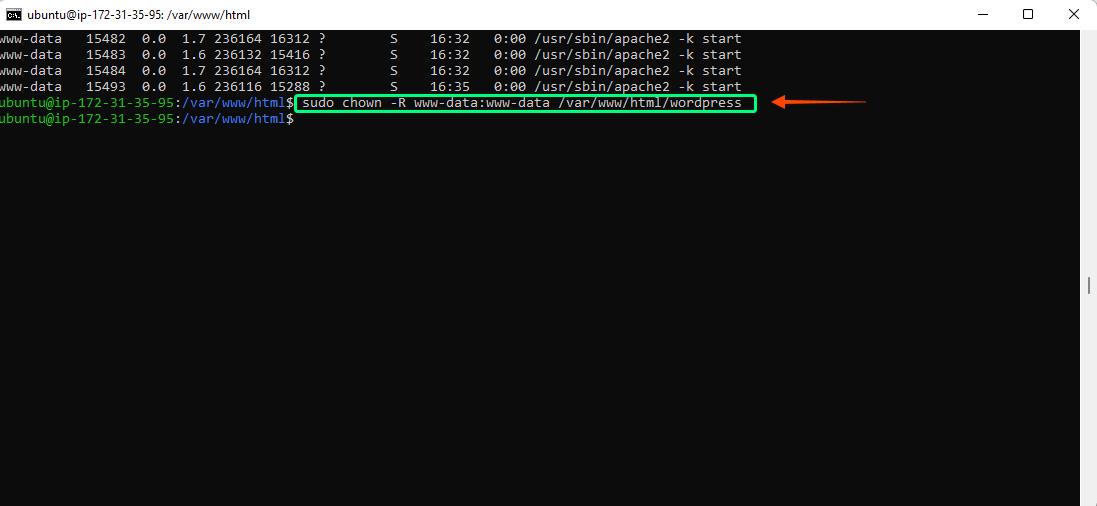 ubuntu@ip-172-31-35-95: /var/www/html
www-data   15482  0.0  1.7 236164 16312 ?        S    16:32   0:00 /usr/sbin/apache2 -k start
www-data   15483  0.0  1.6 236132 15416 ?        S    16:32   0:00 /usr/sbin/apache2 -k start
www-data   15484  0.0  1.7 236164 16312 ?        S    16:32   0:00 /usr/sbin/apache2 -k start
www-data   15493  0.0  1.6 236116 15288 ?        S    16:35   0:00 /usr/sbin/apache2 -k start
ubuntu@ip-172-31-35-95:/var/www/html$ sudo chown -R www-data:www-data /var/www/html/wordpress
ubuntu@ip-172-31-35-95:/var/www/html$